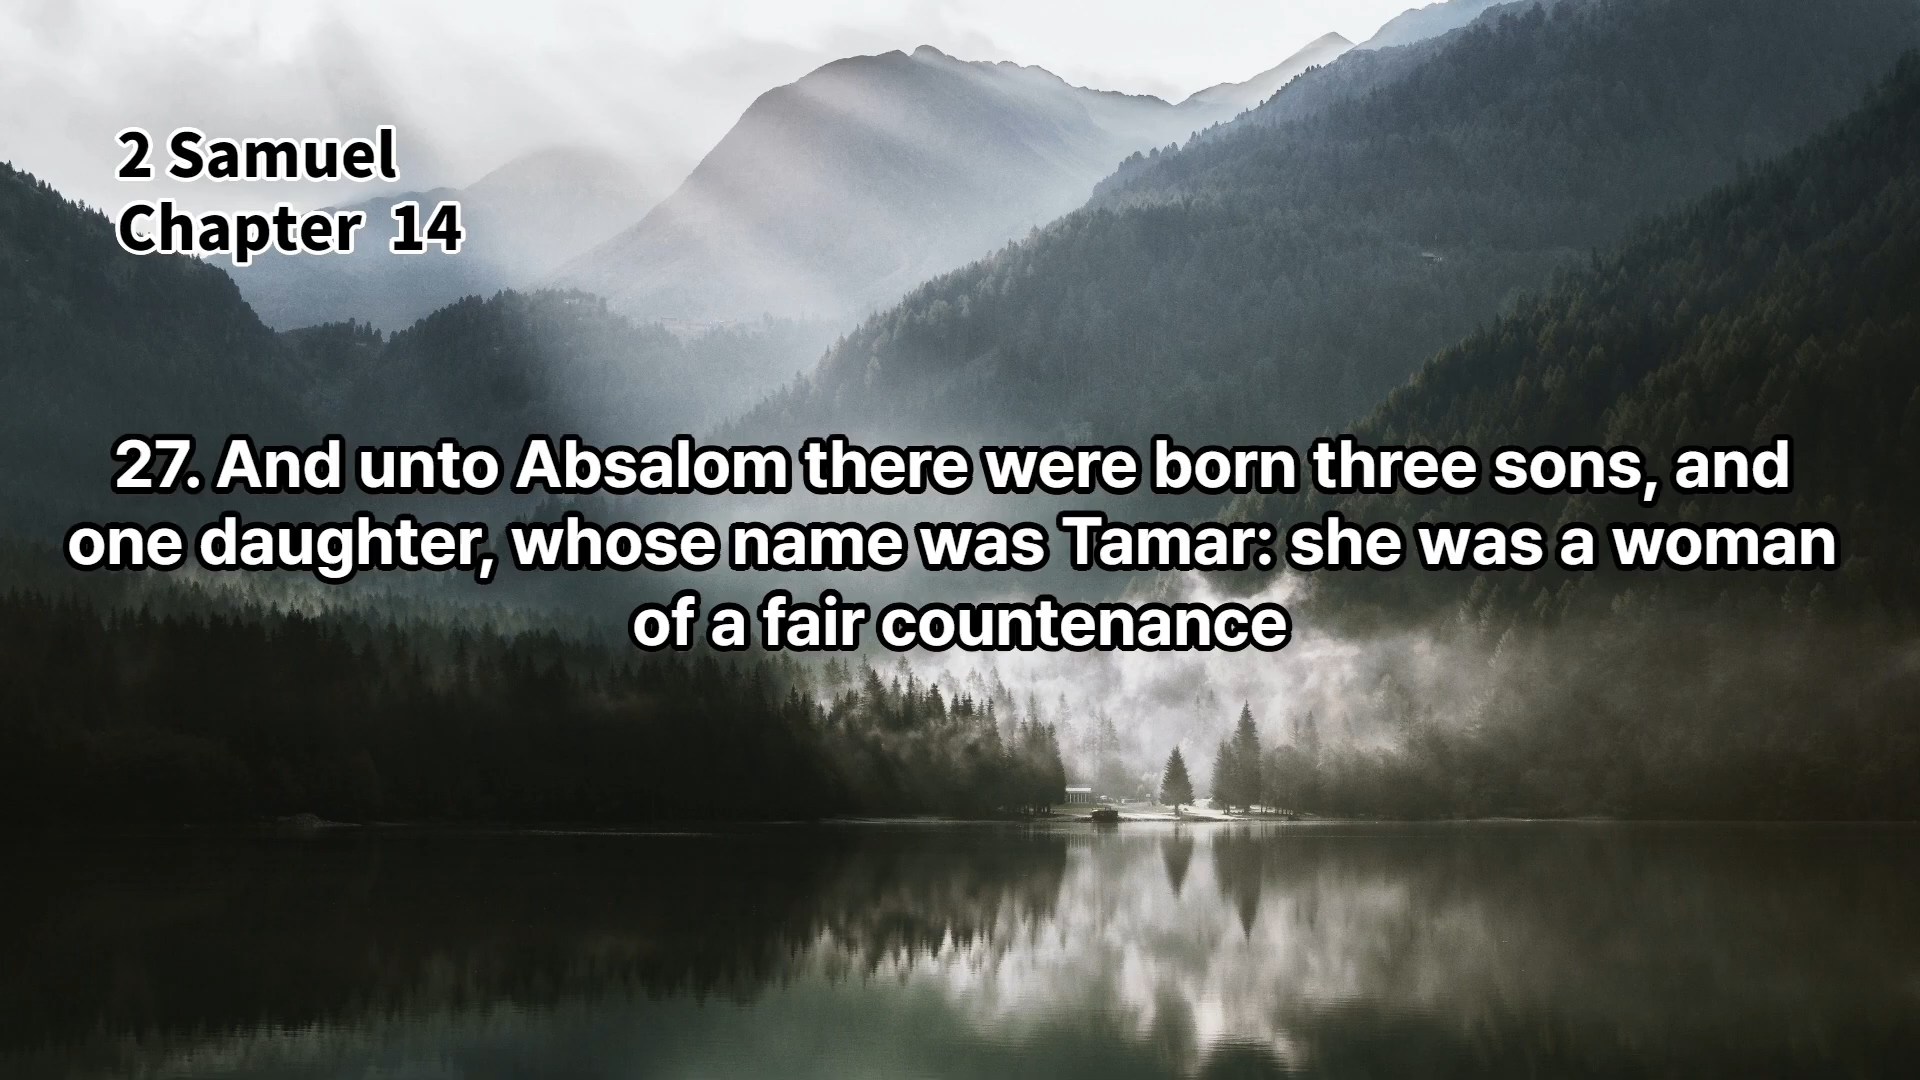 2 Samuel
Chapter 14
27. And unto Absalom there were born three sons, and
one daughter, whose name was Tamar: she was a woman
of a fair countenance